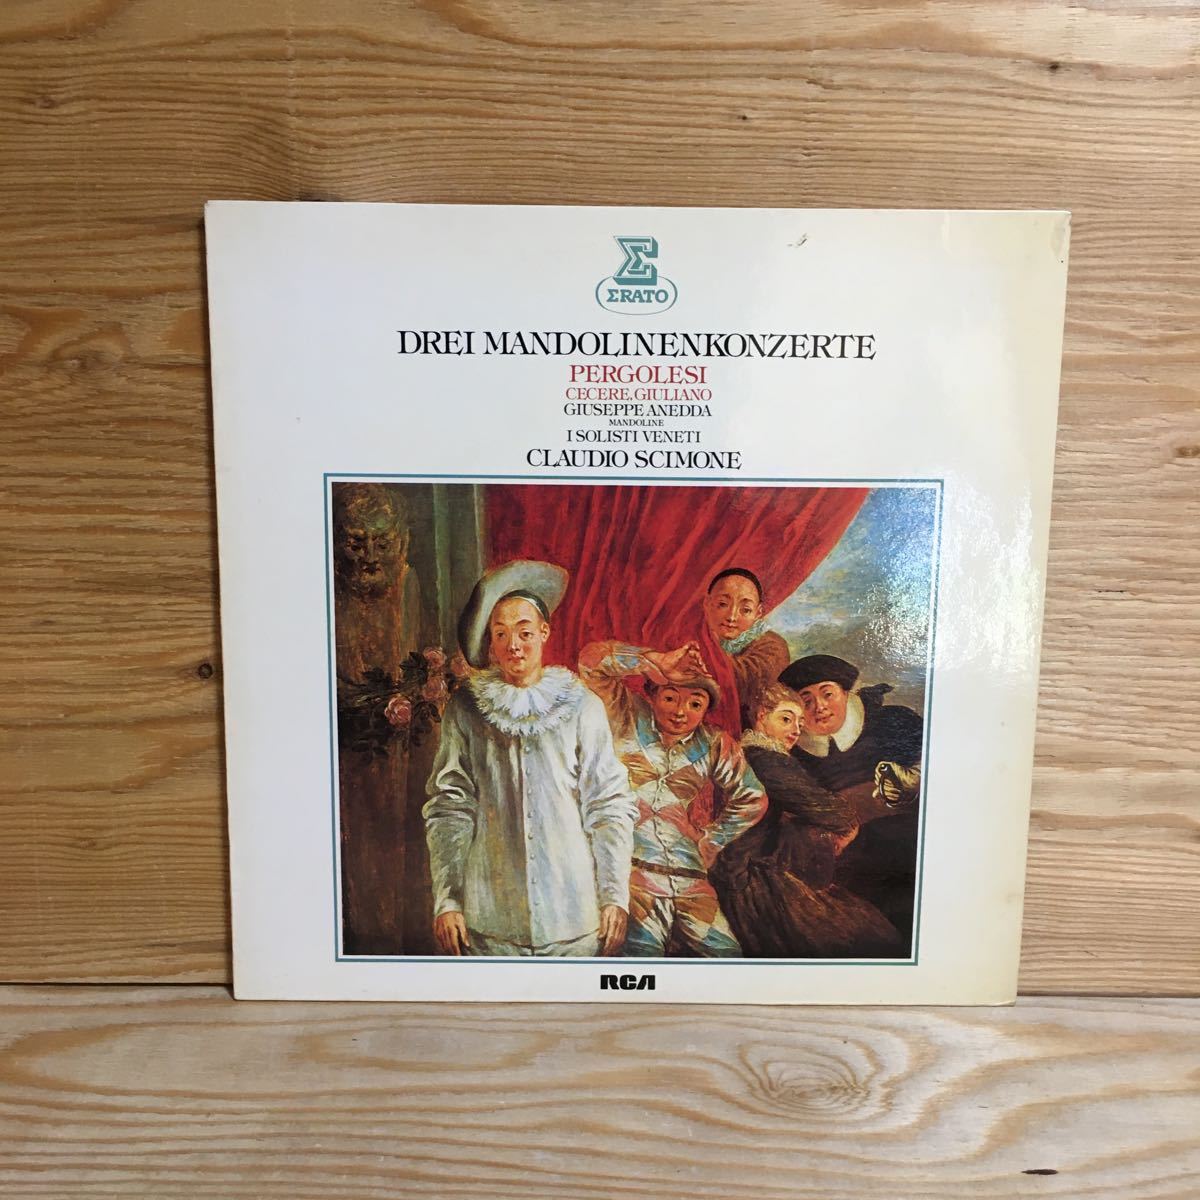 ΣRATO
DREI MANDOLINENKONZERTE
PERGOLESI
CECERE, GIULIANO
GIUSEPPE ANEDDA
MANDOLINE
I SOLISTI VENETI
CLAUDIO SCIMONE
RCA